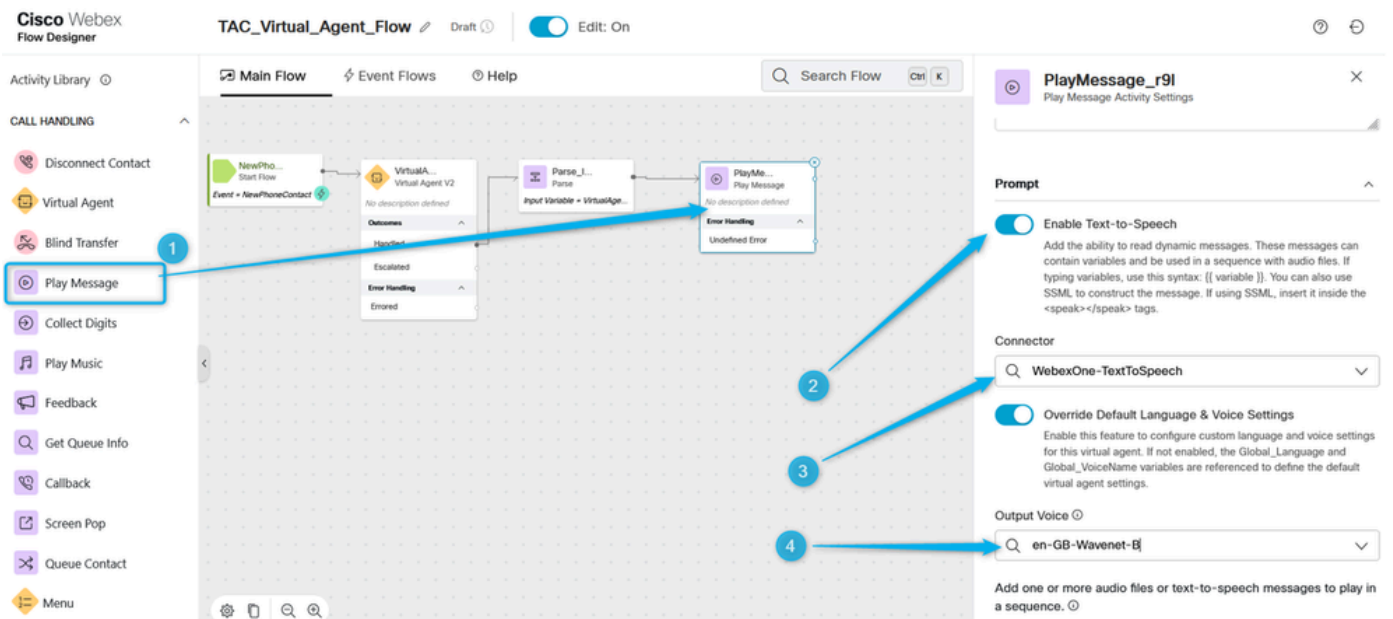 Cisco Webex
Flow Designer
TAC_Virtual_Agent_Flow
Draft
Edit: On
Activity Library
CALL HANDLING
Disconnect Contact
Virtual Agent
Blind Transfer
Play Message
Collect Digits
Play Music
Feedback
Get Queue Info
Callback
Screen Pop
Queue Contact
Menu
Main Flow
Event Flows
Help
Search Flow
Ctrl K
NewPho...
Start Flow
Event = NewPhoneContact
VirtualA...
Virtual Agent V2
No description defined
Outcomes
Handled
Escalated
Error Handling
Errored
Parse_I...
Parse
Input Variable = VirtualAge...
PlayMe...
Play Message
No description defined
Error Handling
Undefined Error
1
2
3
4
PlayMessage_r9l
Play Message Activity Settings
Prompt
Enable Text-to-Speech
Add the ability to read dynamic messages. These messages can
contain variables and be used in a sequence with audio files. If
typing variables, use this syntax: {{ variable }}. You can also use
SSML to construct the message. If using SSML, insert it inside the
<speak></speak> tags.
Connector
WebexOne-TextToSpeech
Override Default Language & Voice Settings
Enable this feature to configure custom language and voice settings
for this virtual agent. If not enabled, the Global_Language and
Global_VoiceName variables are referenced to define the default
virtual agent settings.
Output Voice
en-GB-Wavenet-B
Add one or more audio files or text-to-speech messages to play in
a sequence.